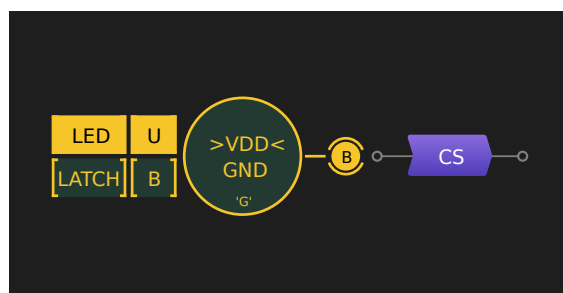 LED U
LATCH B
>VDD<
GND
'G'
B
CS